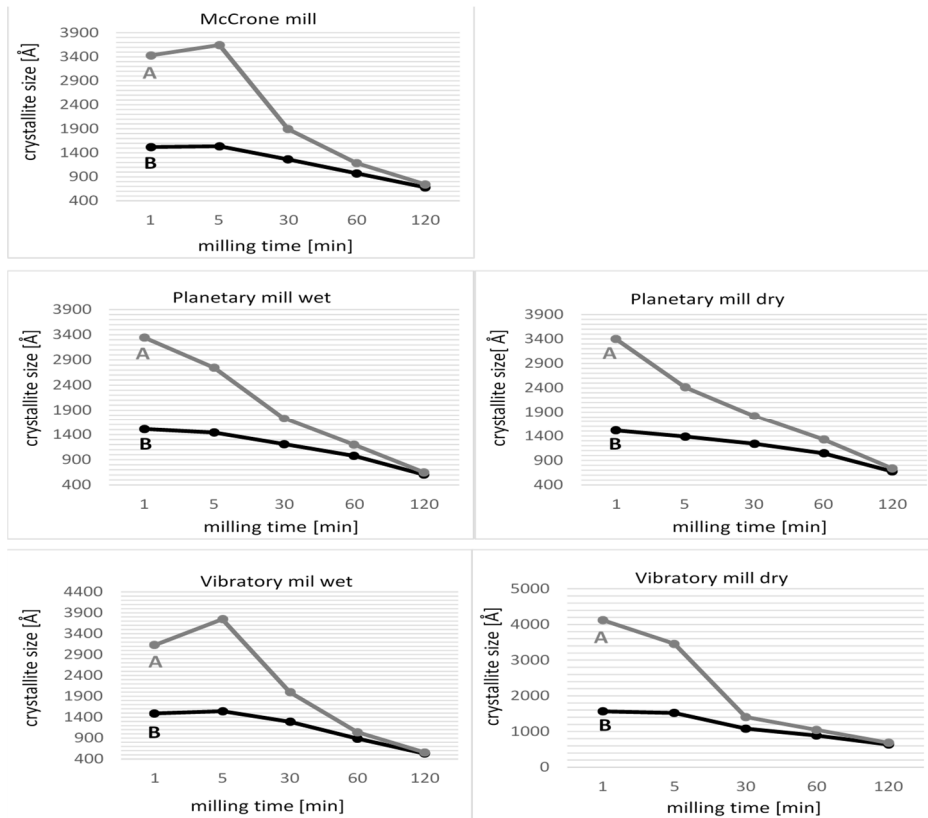 McCrone mill
crystallite size [Å]
3900
3400
2900
2400
1900
1400
900
400
A
B
1 5 30 60 120
milling time [min]
Planetary mill wet
crystallite size [Å]
3900
3400
2900
2400
1900
1400
900
400
A
B
1 5 30 60 120
milling time [min]
Planetary mill dry
crystallite size[ Å]
3900
3400
2900
2400
1900
1400
900
400
A
B
1 5 30 60 120
milling time [min]
Vibratory mil wet
crystallite size [Å]
4400
3900
3400
2900
2400
1900
1400
900
400
A
B
1 5 30 60 120
milling time [min]
Vibratory mill dry
crystallite size [Å]
5000
4000
3000
2000
1000
0
A
B
1 5 30 60 120
milling time [min]